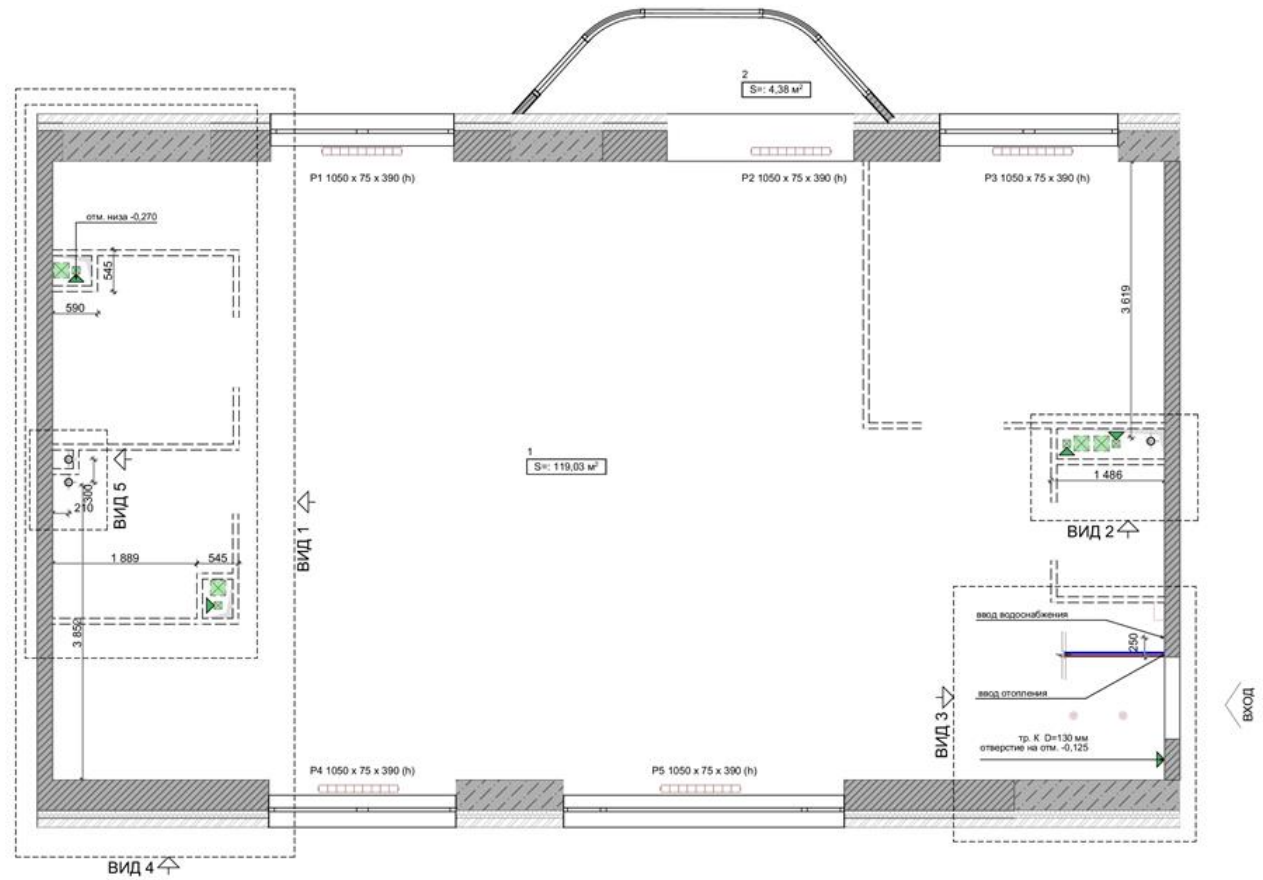 2
S=: 4,38 м²
P1 1050 x 75 x 390 (h)
P2 1050 x 75 x 390 (h)
P3 1050 x 75 x 390 (h)
отм. низа -0,270
545
590
3 619
1
S=: 119,03 м²
1 486
ВИД 2
300
210
ВИД 5
ВИД 1
1 889
545
3 852
ввод водоснабжения
250
ввод отопления
ВИД 3
ВХОД
тр. К D=130 мм
отверстие на отм. -0,125
P4 1050 x 75 x 390 (h)
P5 1050 x 75 x 390 (h)
ВИД 4